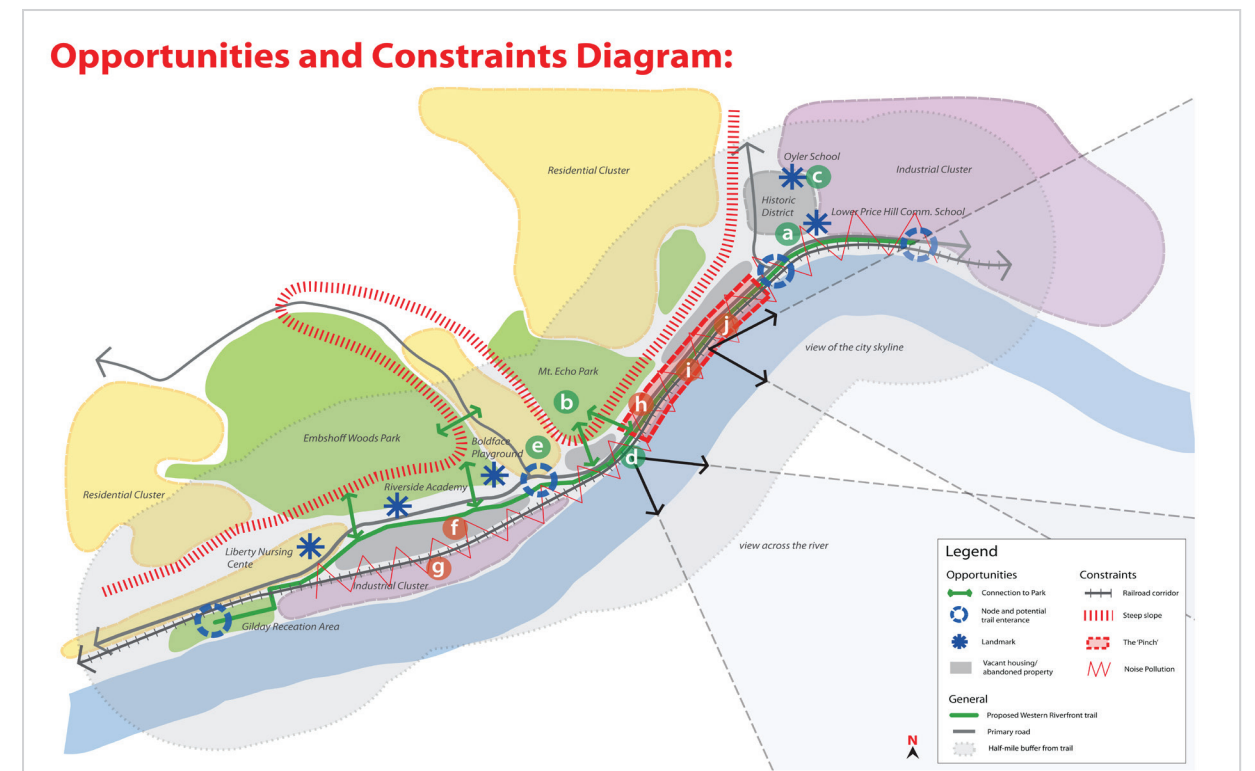 Opportunities and Constraints Diagram:
Oyler School
c
Residential Cluster
Industrial Cluster
Historic
District
Lower Price Hill Comm. School
a
j
view of the city skyline
i
Mt. Echo Park
b
h
Embshoff Woods Park
Boldface
Playground
e
d
Riverside Academy
Residential Cluster
f
view across the river
Liberty Nursing
Cente
g
Industrial Cluster
Gilday Receation Area
Legend
Opportunities
Constraints
Connection to Park
Railroad corridor
Node and potential
trail enterance
Steep slope
Landmark
The 'Pinch'
Vacant housing/
abandoned property
Noise Pollution
General
Proposed Western Riverfront trail
Primary road
Half-mile buffer from trail
N